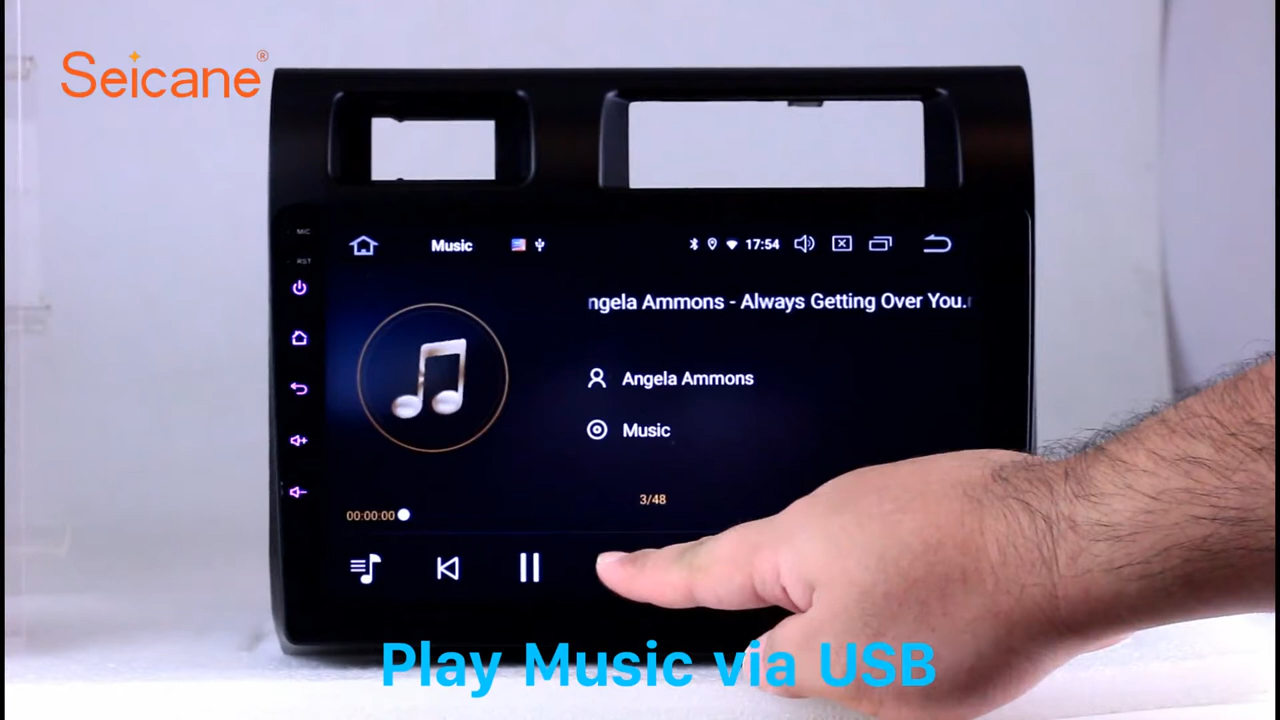 Seicane®
MIC
RST
Music
17:54
ngela Ammons - Always Getting Over You.
Angela Ammons
Music
3/48
00:00:00
Play Music via USB